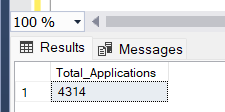 100 %
Results Messages
Total_Applications
1 4314